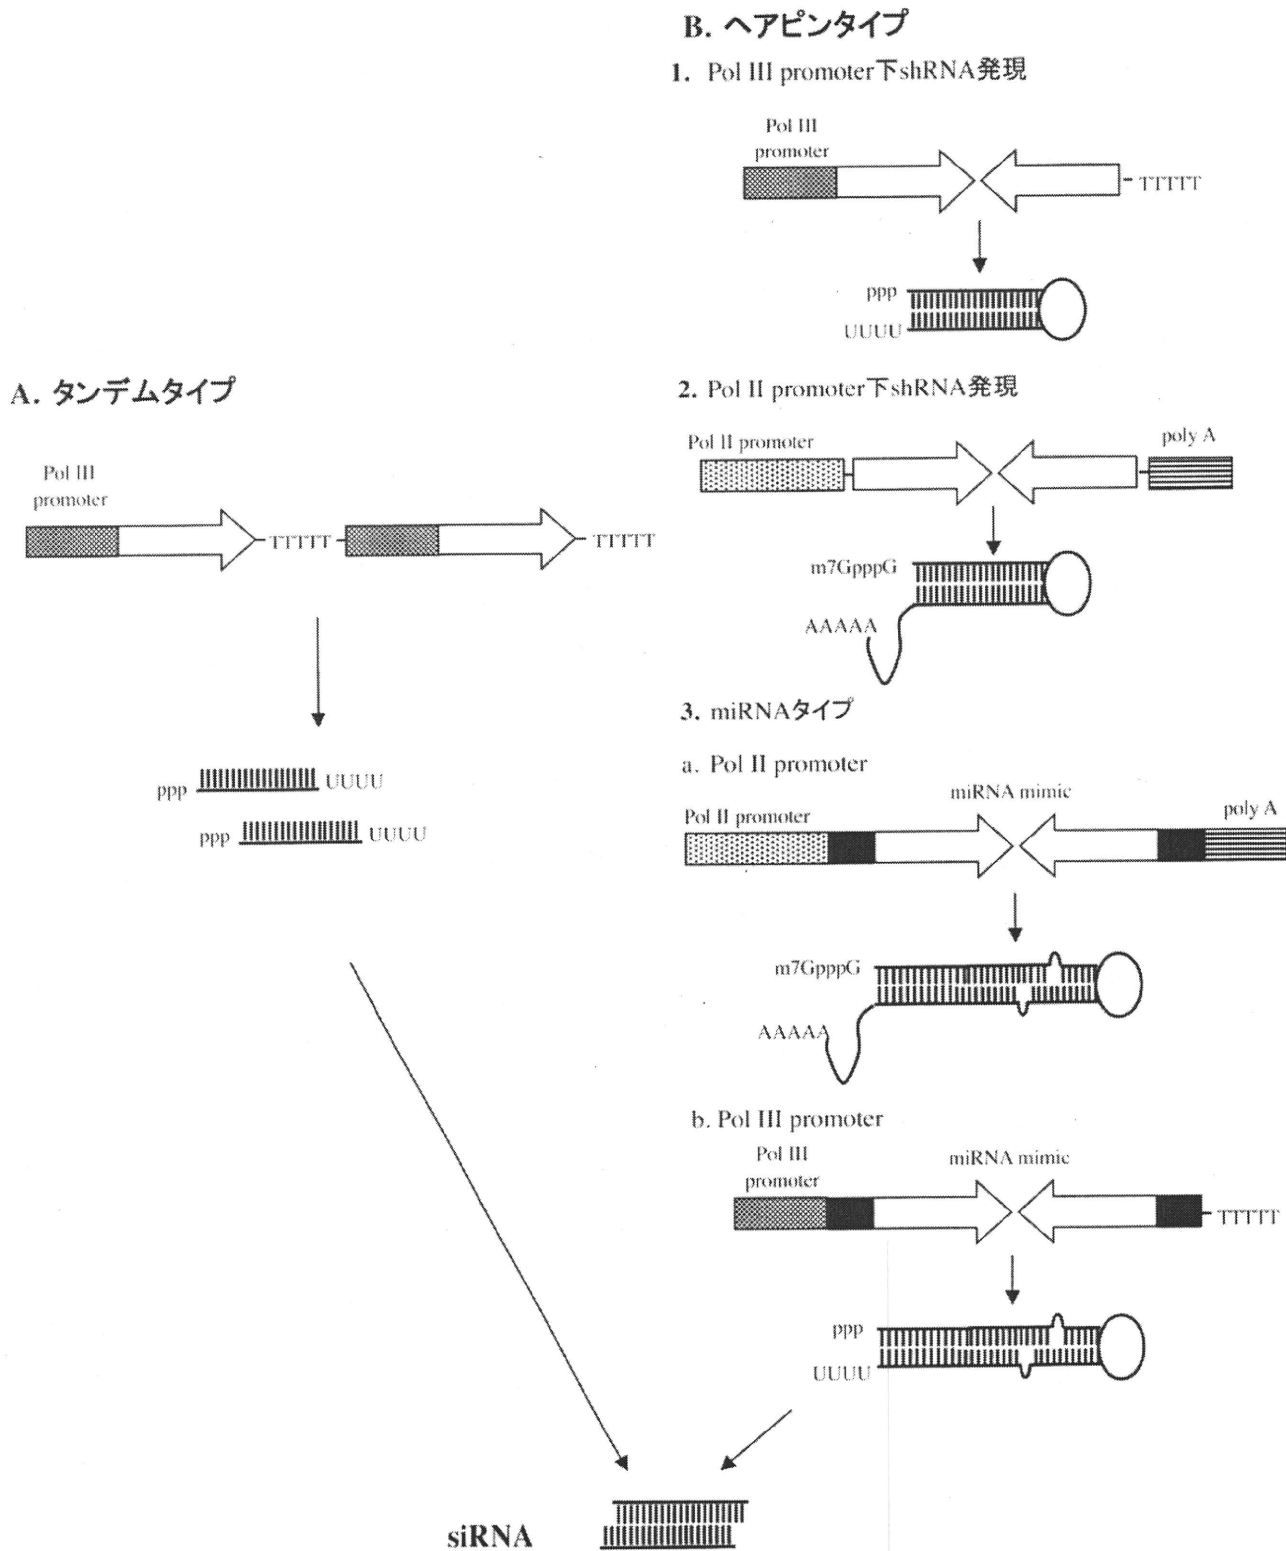 A. タンデムタイプ
Pol III
promoter
TTTTT
TTTTT
ppp
UUUU
ppp
UUUU
B. ヘアピンタイプ
1. Pol III promoter下shRNA発現
Pol III
promoter
TTTTT
ppp
UUUU
2. Pol II promoter下shRNA発現
Pol II promoter
poly A
m7GpppG
AAAAA
3. miRNAタイプ
a. Pol II promoter
miRNA mimic
Pol II promoter
poly A
m7GpppG
AAAAA
b. Pol III promoter
Pol III
promoter
miRNA mimic
TTTTT
ppp
UUUU
siRNA